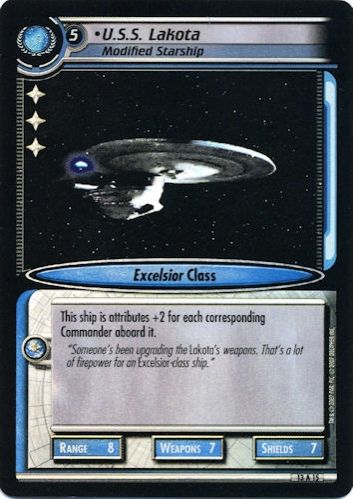 5
•U.S.S. Lakota
Modified Starship
Excelsior Class
This ship is attributes +2 for each corresponding
Commander aboard it.
"Someone's been upgrading the Lakota's weapons. That's a lot
of firepower for an Excelsior-class ship."
Range 8
Weapons 7
Shields 7